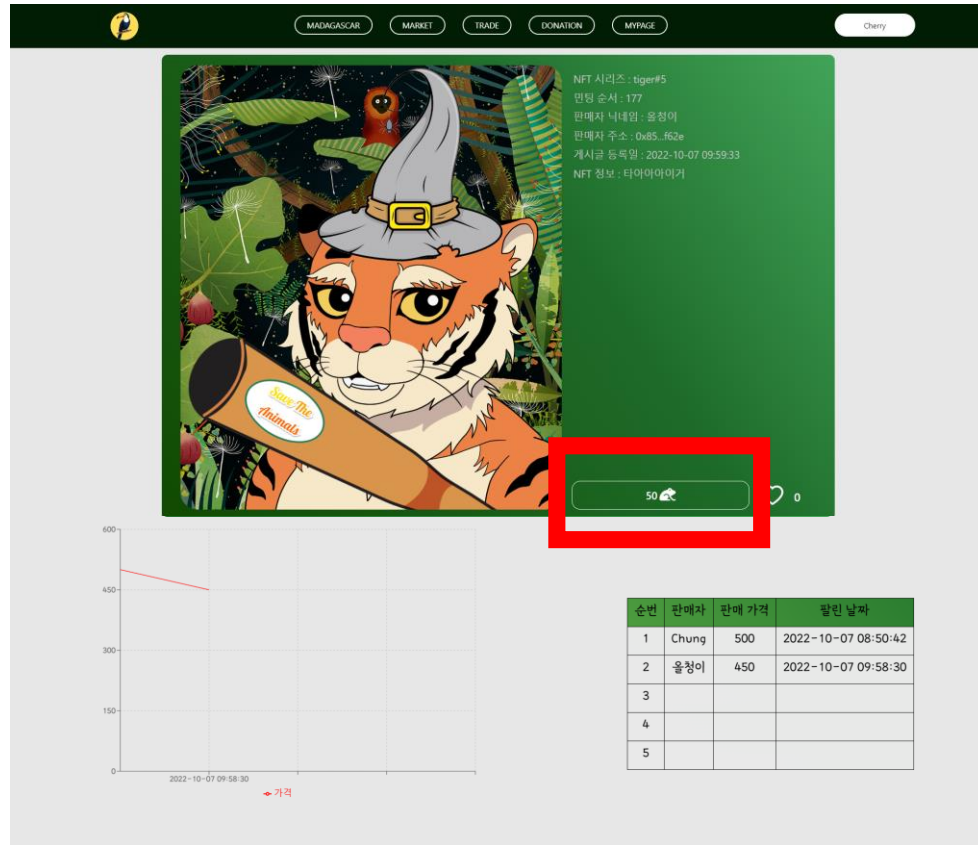 MADAGASCAR MARKET TRADE DONATION MYPAGE Cherry
NFT 시리즈 : tiger#5
민팅 순서 : 177
판매자 닉네임 : 올청이
판매자 주소 : 0x85...f62e
게시글 등록일 : 2022-10-07 09:59:33
NFT 정보 : 타아아아이거
Save The
Animals
50
0
600
450
300
150
0
2022-10-07 09:58:30
가격
순번 판매자 판매 가격 팔린 날짜
1 Chung 500 2022-10-07 08:50:42
2 올청이 450 2022-10-07 09:58:30
3
4
5